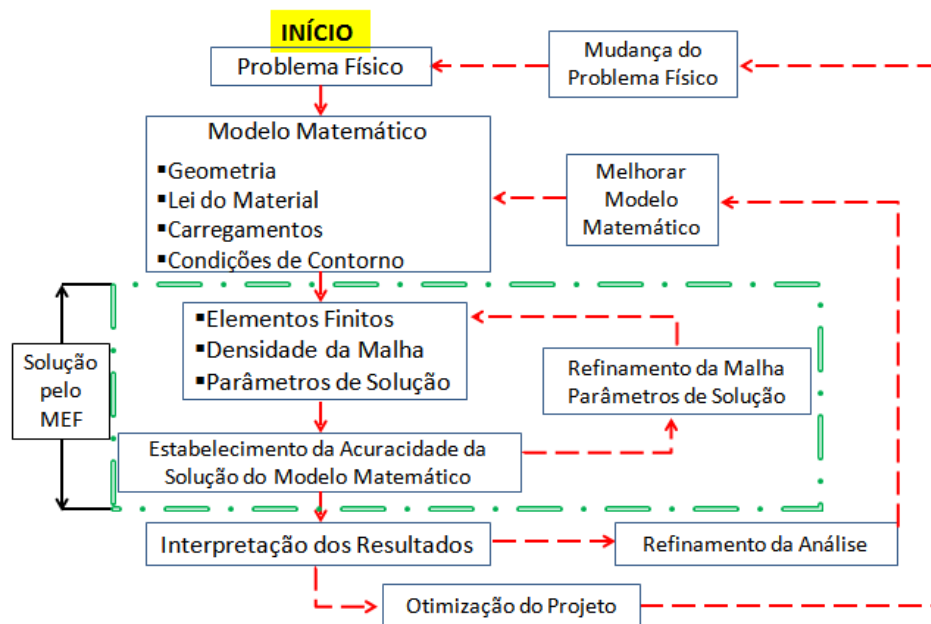 INÍCIO
Problema Físico
Mudança do
Problema Físico
Modelo Matemático
▪Geometria
▪Lei do Material
▪Carregamentos
▪Condições de Contorno
Melhorar
Modelo
Matemático
Solução
pelo
MEF
▪Elementos Finitos
▪Densidade da Malha
▪Parâmetros de Solução
Refinamento da Malha
Parâmetros de Solução
Estabelecimento da Acuracidade da
Solução do Modelo Matemático
Interpretação dos Resultados
Refinamento da Análise
Otimização do Projeto